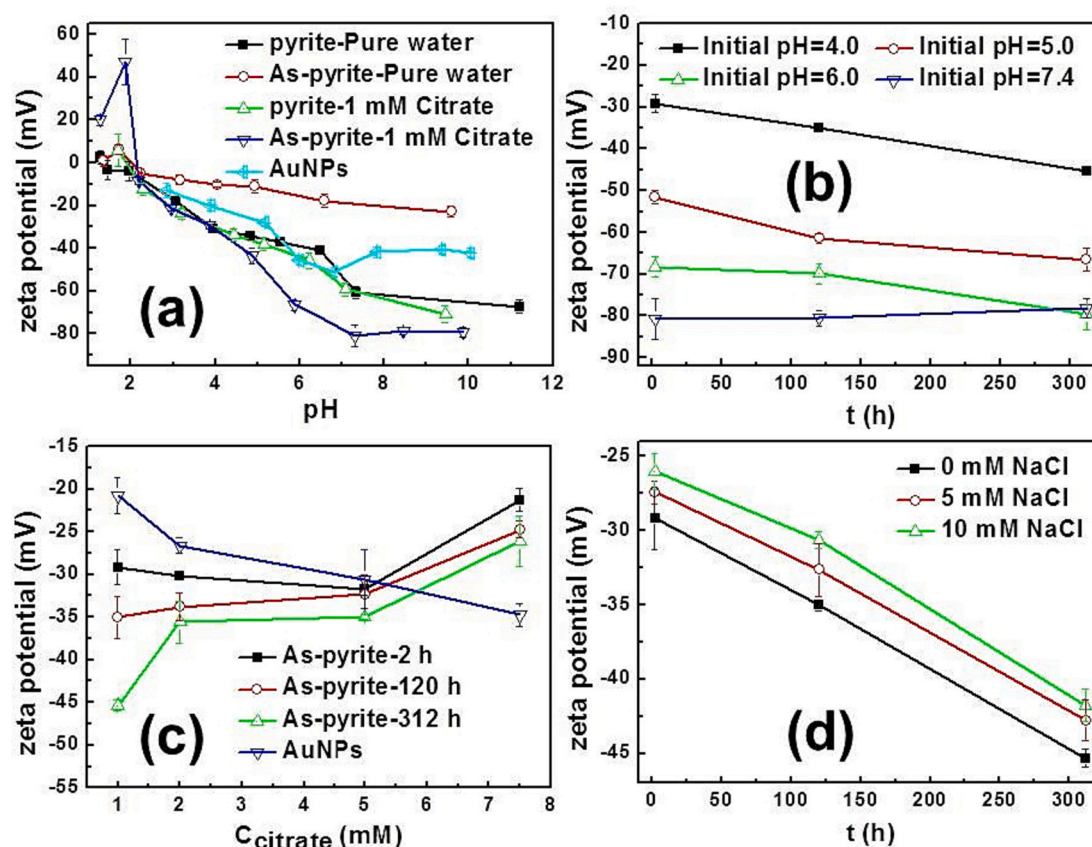 (a)
pyrite-Pure water
As-pyrite-Pure water
pyrite-1 mM Citrate
As-pyrite-1 mM Citrate
AuNPs
zeta potential (mV)
60
40
20
0
-20
-40
-60
-80
2
4
6
8
10
12
pH
(b)
Initial pH=4.0
Initial pH=5.0
Initial pH=6.0
Initial pH=7.4
zeta potential (mV)
-10
-20
-30
-40
-50
-60
-70
-80
-90
0
50
100
150
200
250
300
t (h)
(c)
As-pyrite-2 h
As-pyrite-120 h
As-pyrite-312 h
AuNPs
zeta potential (mV)
-15
-20
-25
-30
-35
-40
-45
-50
-55
1
2
3
4
5
6
7
8
Ccitrate (mM)
(d)
0 mM NaCl
5 mM NaCl
10 mM NaCl
zeta potential (mV)
-25
-30
-35
-40
-45
0
50
100
150
200
250
300
t (h)